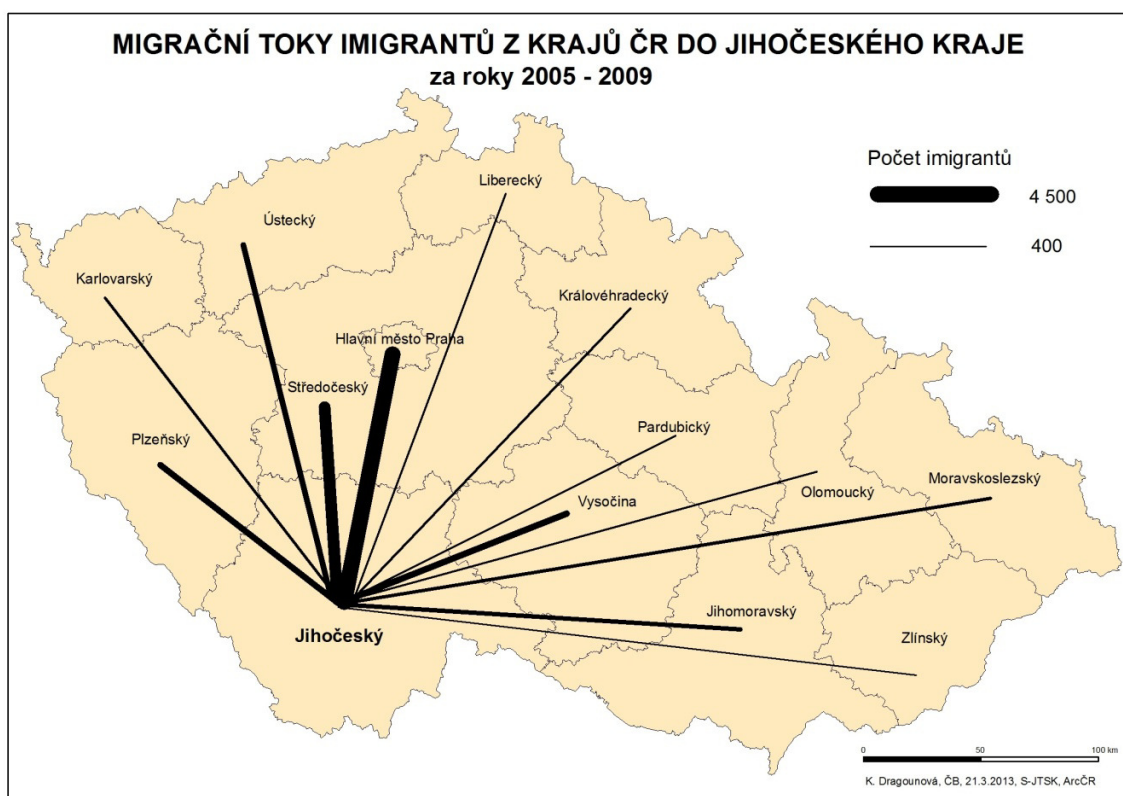 MIGRAČNÍ TOKY IMIGRANTŮ Z KRAJŮ ČR DO JIHOČESKÉHO KRAJE
za roky 2005 - 2009
Počet imigrantů
4 500
400
Liberecký
Ústecký
Karlovarský
Královéhradecký
Hlavní město Praha
Středočeský
Plzeňský
Pardubický
Moravskoslezský
Olomoucký
Vysočina
Jihomoravský
Jihočeský
Zlínský
0 50 100 km
K. Dragounová, ČB, 21.3.2013, S-JTSK, ArcČR